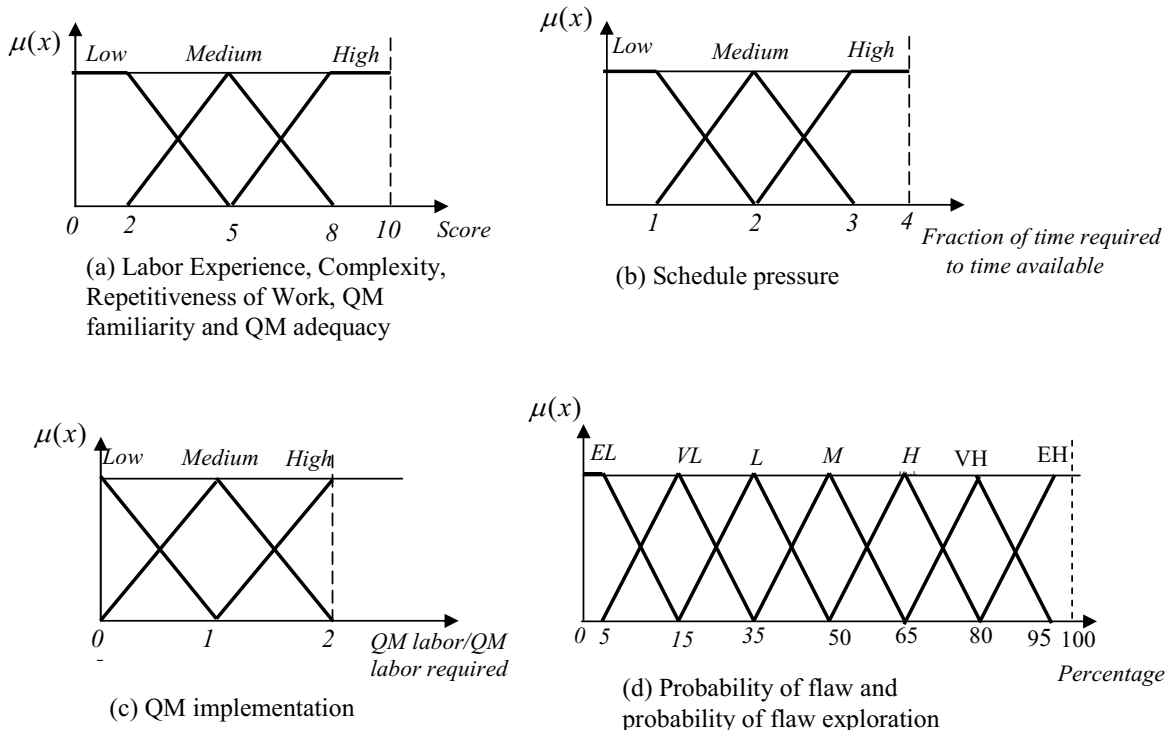 μ(x)
Low Medium High
0 2 5 8 10 Score
(a) Labor Experience, Complexity,
Repetitiveness of Work, QM
familiarity and QM adequacy
μ(x)
Low Medium High
1 2 3 4
Fraction of time required
to time available
(b) Schedule pressure
μ(x)
Low Medium High
0 1 2
QM labor/QM
labor required
-
(c) QM implementation
μ(x)
EL VL L M H VH EH
0 5 15 35 50 65 80 95 100
Percentage
(d) Probability of flaw and
probability of flaw exploration